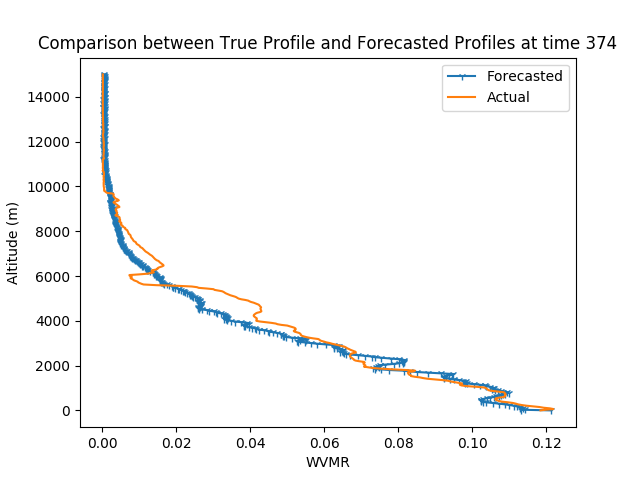 Comparison between True Profile and Forecasted Profiles at time 374
Forecasted
Actual
14000
12000
10000
8000
6000
4000
2000
0
Altitude (m)
0.00 0.02 0.04 0.06 0.08 0.10 0.12
WVMR